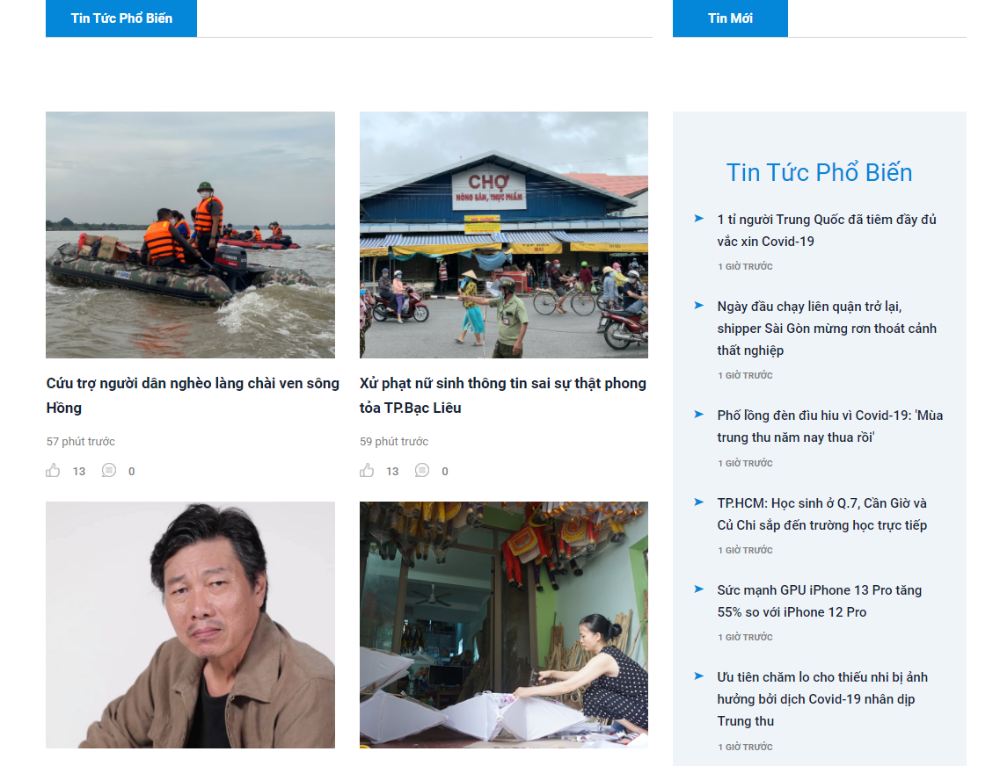 Tin Tức Phổ Biến
Tin Mới
CHỢ
NÔNG SẢN, THỰC PHẨM
Cứu trợ người dân nghèo làng chài ven sông
Hồng
57 phút trước
13 0
Xử phạt nữ sinh thông tin sai sự thật phong
tỏa TP.Bạc Liêu
59 phút trước
13 0
Tin Tức Phổ Biến
1 tỉ người Trung Quốc đã tiêm đầy đủ
vắc xin Covid-19
1 GIỜ TRƯỚC
Ngày đầu chạy liên quận trở lại,
shipper Sài Gòn mừng rơn thoát cảnh
thất nghiệp
1 GIỜ TRƯỚC
Phố lồng đèn đìu hiu vì Covid-19: 'Mùa
trung thu năm nay thua rồi'
1 GIỜ TRƯỚC
TP.HCM: Học sinh ở Q.7, Cần Giờ và
Củ Chi sắp đến trường học trực tiếp
1 GIỜ TRƯỚC
Sức mạnh GPU iPhone 13 Pro tăng
55% so với iPhone 12 Pro
1 GIỜ TRƯỚC
Ưu tiên chăm lo cho thiếu nhi bị ảnh
hưởng bởi dịch Covid-19 nhân dịp
Trung thu
1 GIỜ TRƯỚC